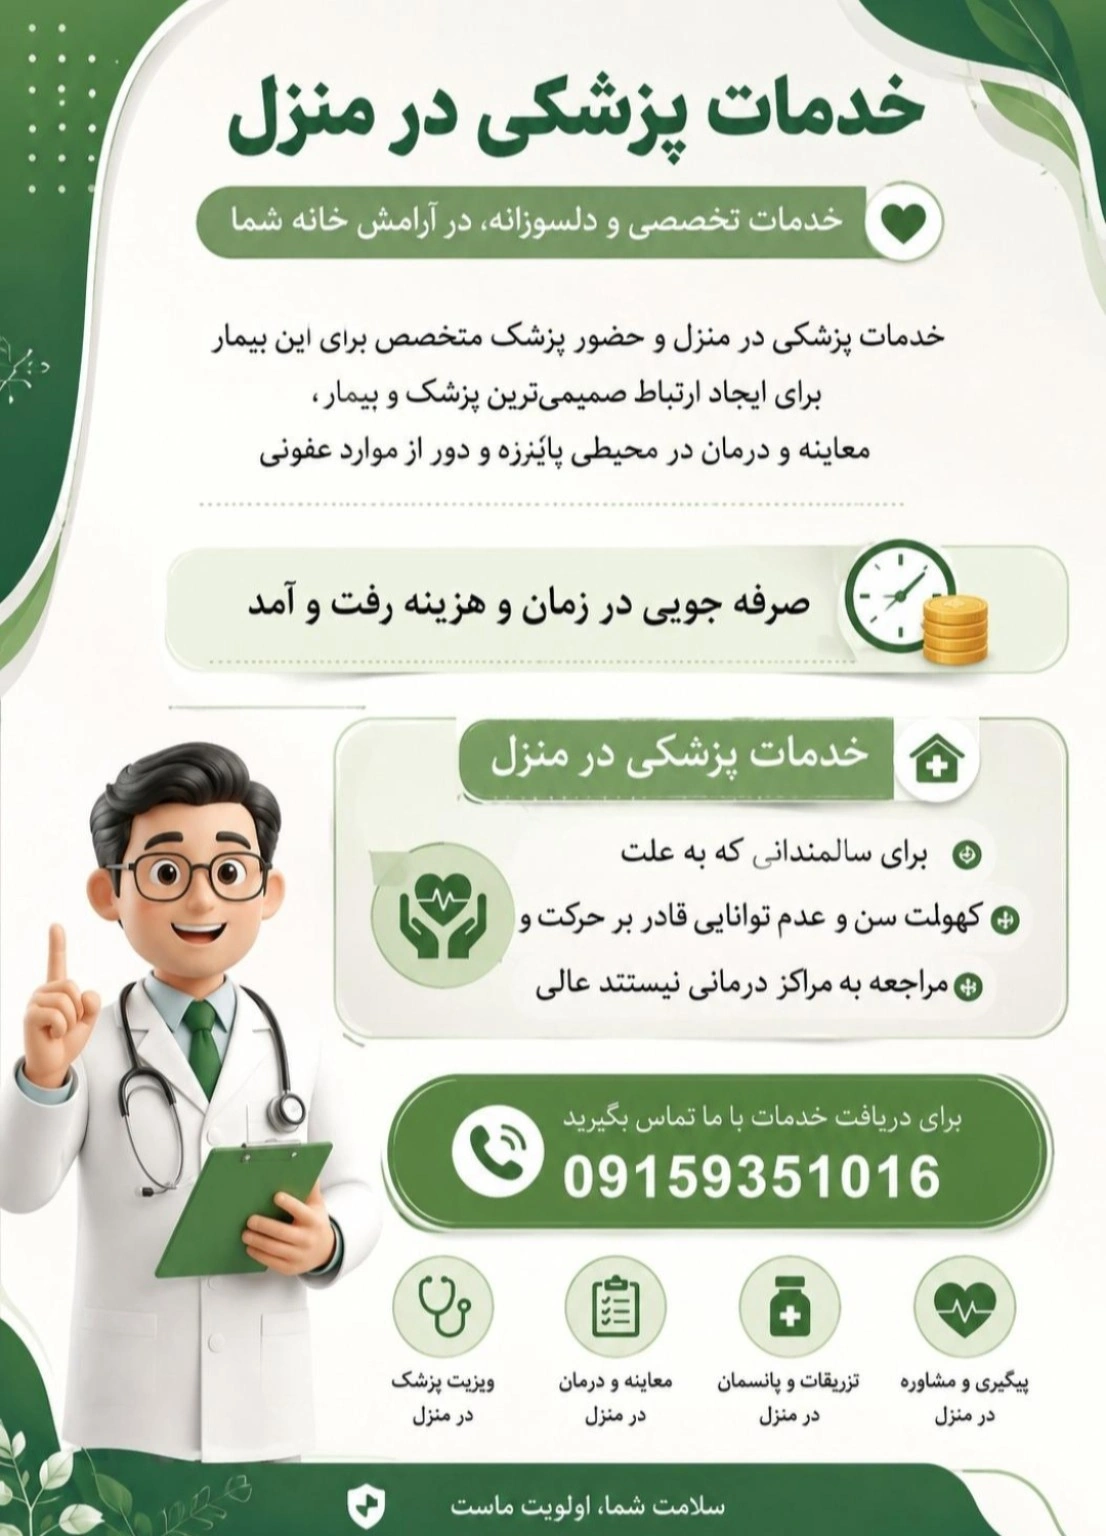 خدمات پزشکی در منزل
خدمات تخصصی و دلسوزانه، در آرامش خانه شما
خدمات پزشکی در منزل و حضور پزشک متخصص برای این بیمار
برای ایجاد ارتباط صمیمی‌ترین پزشک و بیمار،
معاینه و درمان در محیطی و دور از موارد عفونی
صرفه جویی در زمان و هزینه رفت و آمد
خدمات پزشکی در منزل
برای سالمندانی که به علت
کهولت سن و عدم توانایی قادر بر حرکت و
مراجعه به مراکز درمانی نیستتد عالی
برای دریافت خدمات با ما تماس بگیرید
09159351016
پیگیری و مشاوره
در منزل
تزریقات و پانسمان
در منزل
معاینه و درمان
در منزل
ویزیت پزشک
در منزل
سلامت شما، اولویت ماست